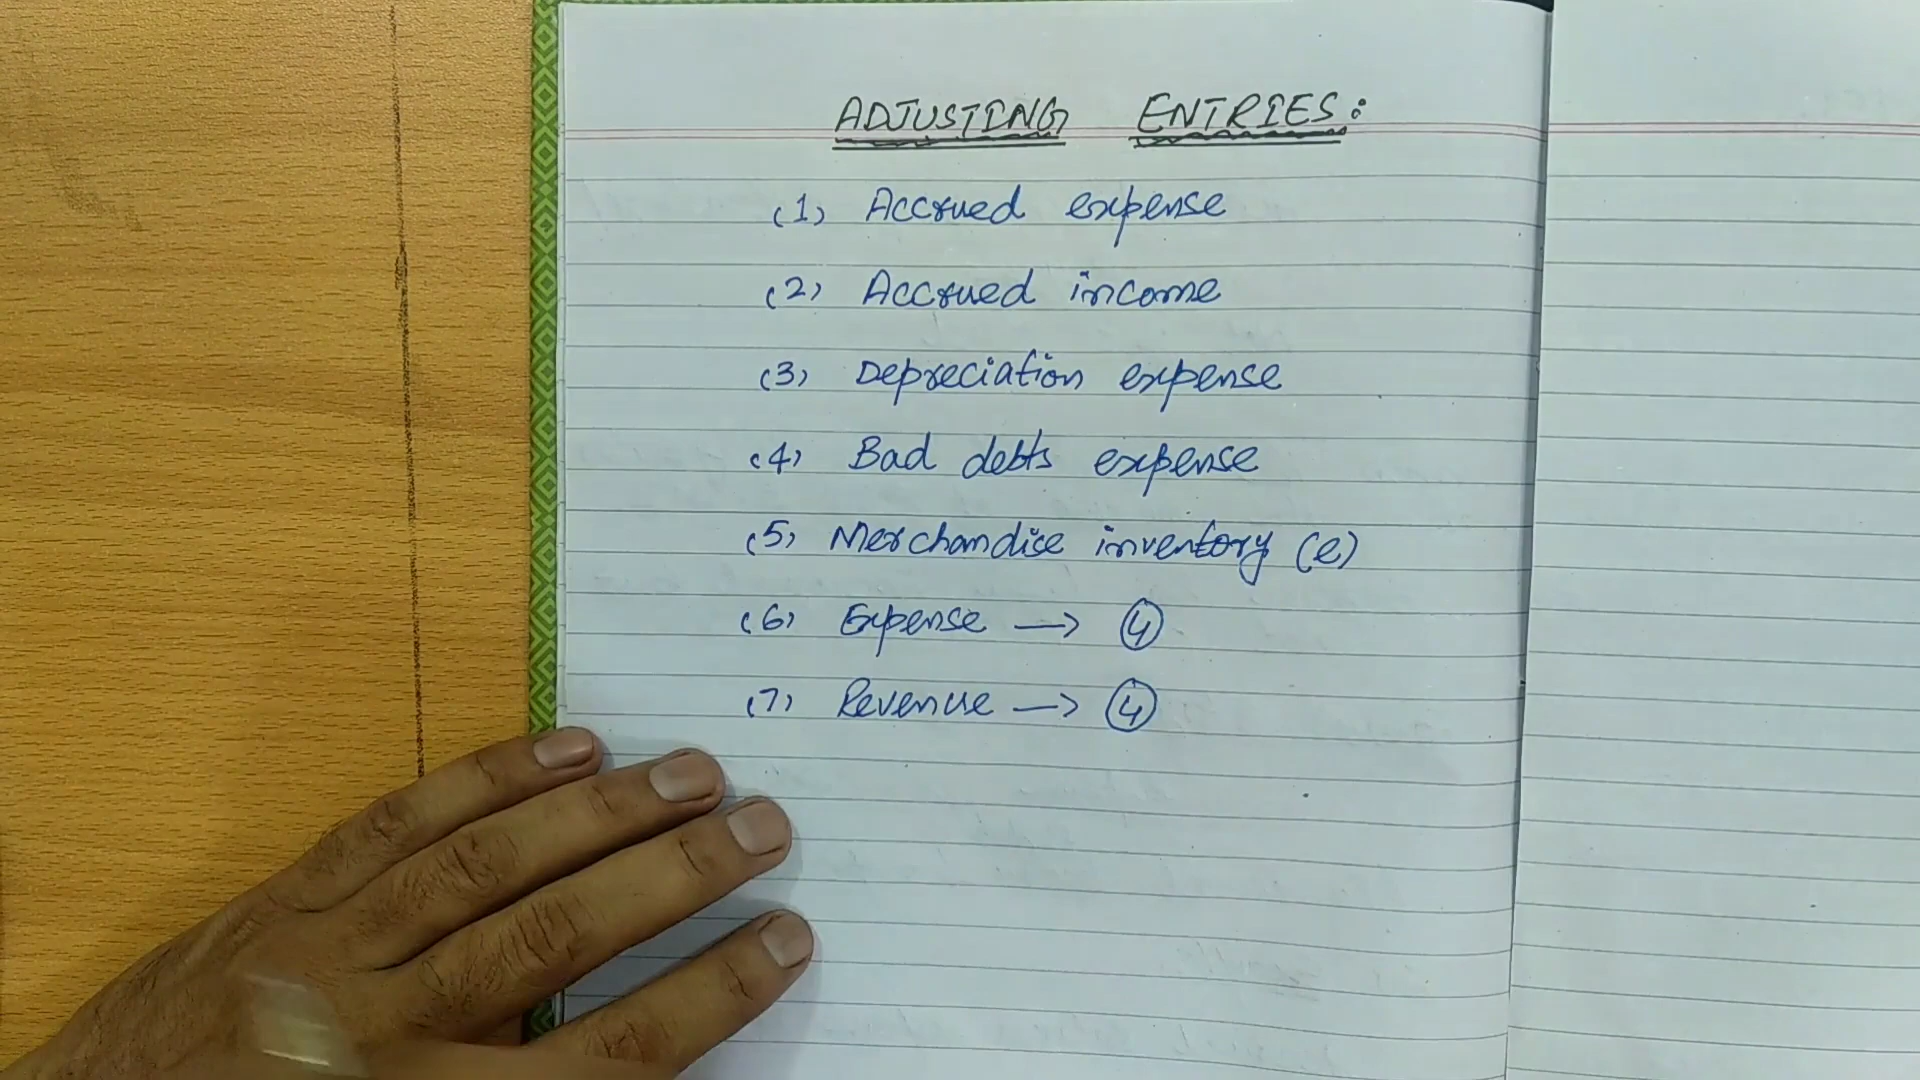 ADJUSTING ENTRIES:
(1) Accrued expense
(2) Accrued income
(3) Depreciation expense
(4) Bad debts expense
(5) Merchandise inventory (e)
(6) Expense → 4
(7) Revenue → 4